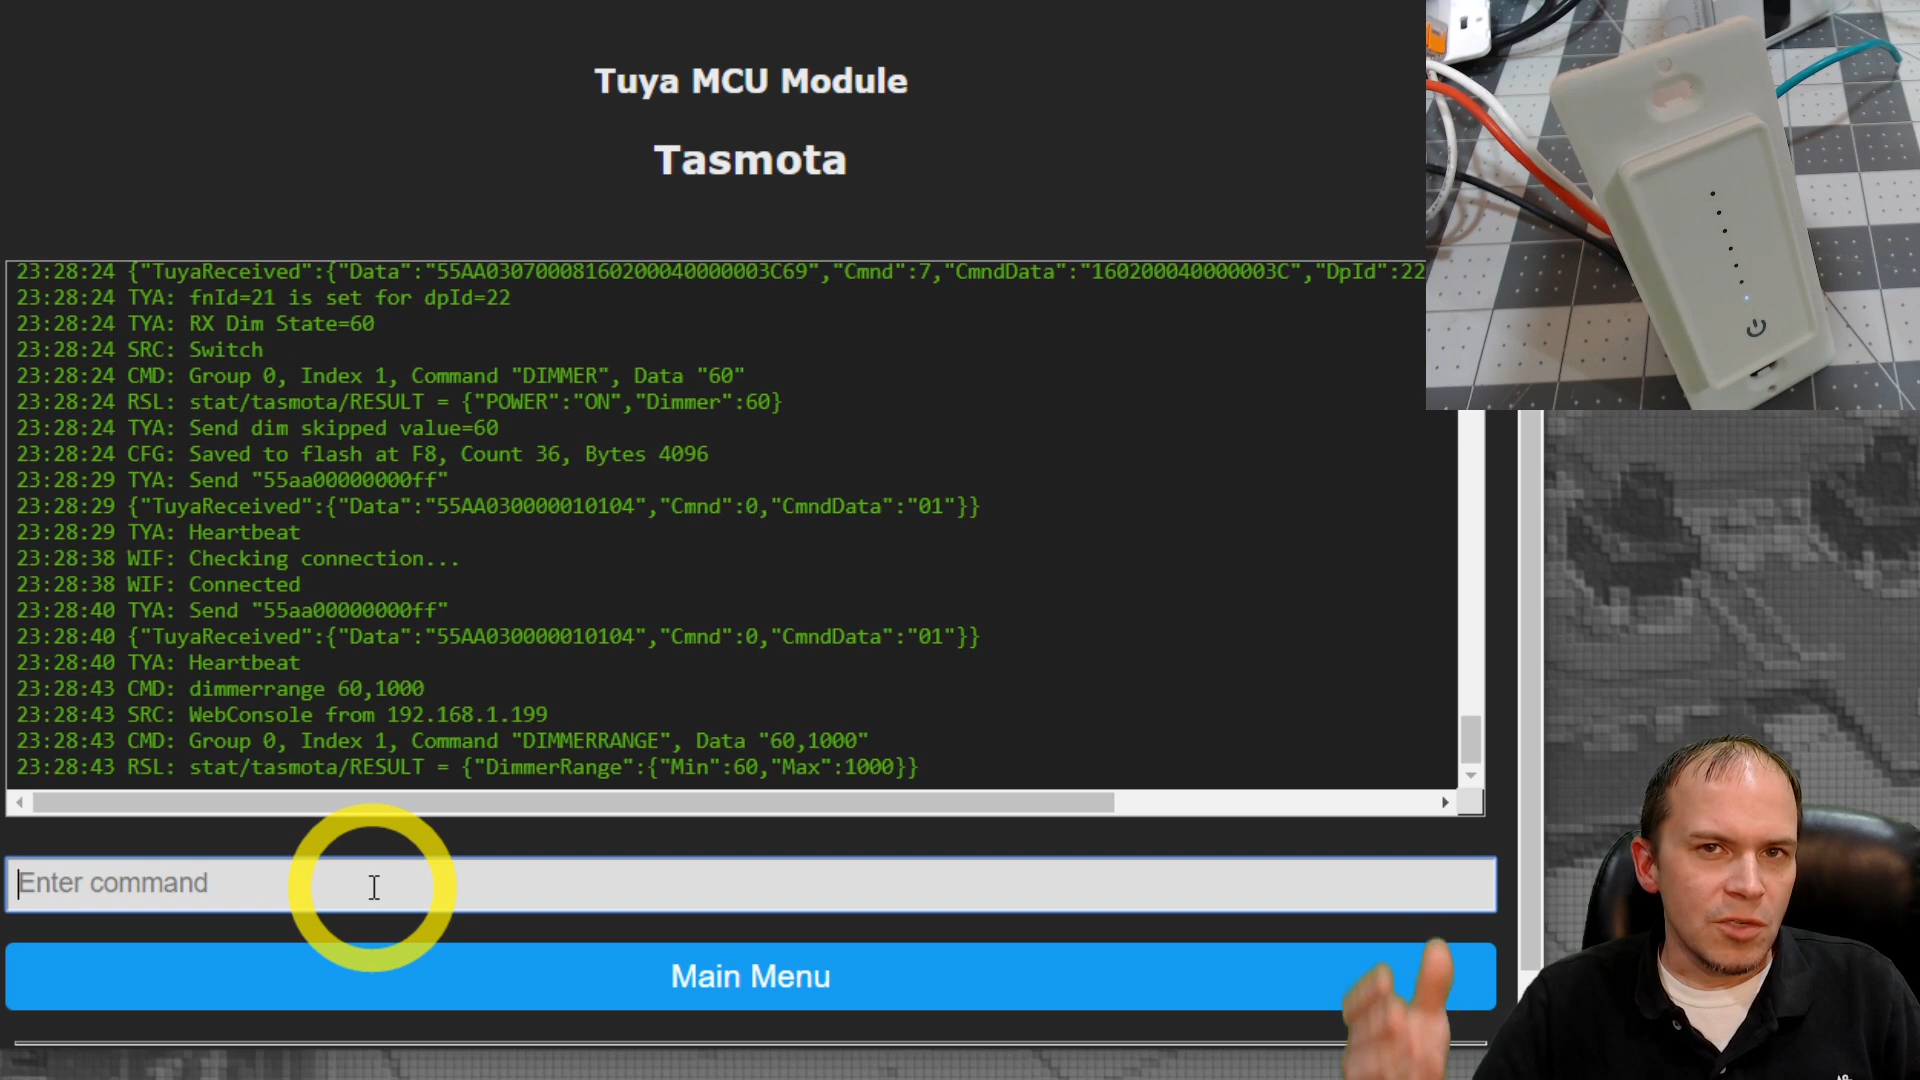 Tuya MCU Module
Tasmota
23:28:24 {"TuyaReceived":{"Data":"55AA03070008160200040000003C69","Cmnd":7,"CmndData":"160200040000003C","DpId":22
23:28:24 TYA: fnId=21 is set for dpId=22
23:28:24 TYA: RX Dim State=60
23:28:24 SRC: Switch
23:28:24 CMD: Group 0, Index 1, Command "DIMMER", Data "60"
23:28:24 RSL: stat/tasmota/RESULT = {"POWER":"ON","Dimmer":60}
23:28:24 TYA: Send dim skipped value=60
23:28:24 CFG: Saved to flash at F8, Count 36, Bytes 4096
23:28:29 TYA: Send "55aa00000000ff"
23:28:29 {"TuyaReceived":{"Data":"55AA030000010104","Cmnd":0,"CmndData":"01"}}
23:28:29 TYA: Heartbeat
23:28:38 WIF: Checking connection...
23:28:38 WIF: Connected
23:28:40 TYA: Send "55aa00000000ff"
23:28:40 {"TuyaReceived":{"Data":"55AA030000010104","Cmnd":0,"CmndData":"01"}}
23:28:40 TYA: Heartbeat
23:28:43 CMD: dimmerrange 60,1000
23:28:43 SRC: WebConsole from 192.168.1.199
23:28:43 CMD: Group 0, Index 1, Command "DIMMERRANGE", Data "60,1000"
23:28:43 RSL: stat/tasmota/RESULT = {"DimmerRange":{"Min":60,"Max":1000}}
Enter command
Main Menu